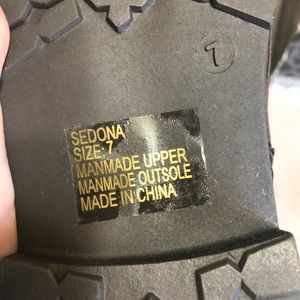 7
SEDONA
SIZE: 7
MANMADE UPPER
MANMADE OUTSOLE
MADE IN CHINA